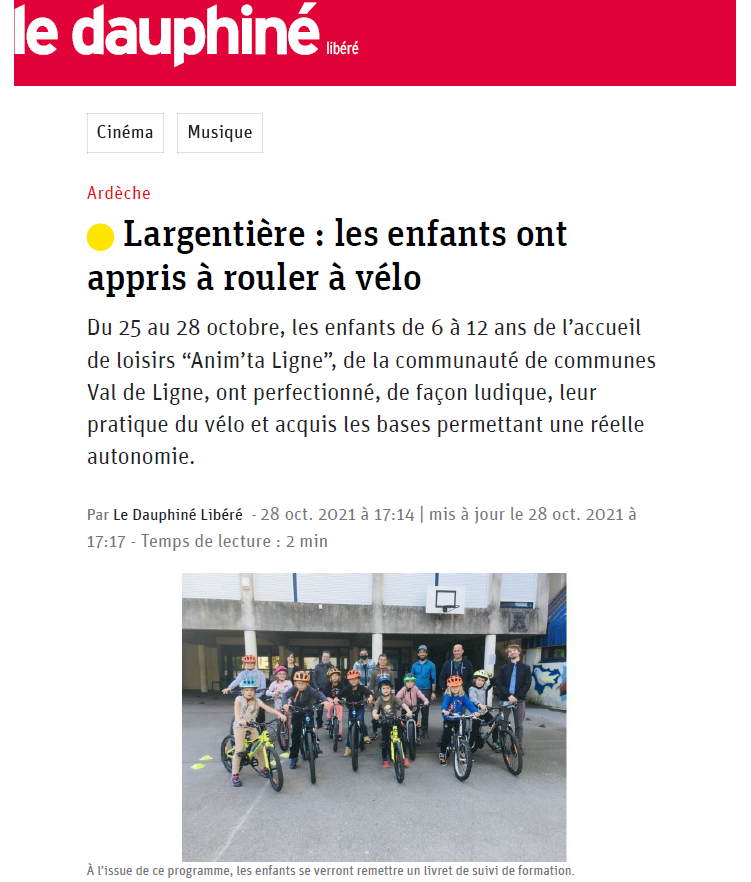 le dauphiné libéré
Cinéma Musique
Ardèche
Largentière : les enfants ont
appris à rouler à vélo
Du 25 au 28 octobre, les enfants de 6 à 12 ans de l’accueil
de loisirs “Anim’ta Ligne”, de la communauté de communes
Val de Ligne, ont perfectionné, de façon ludique, leur
pratique du vélo et acquis les bases permettant une réelle
autonomie.
Par Le Dauphiné Libéré - 28 oct. 2021 à 17:14 | mis à jour le 28 oct. 2021 à
17:17 - Temps de lecture : 2 min
À l’issue de ce programme, les enfants se verront remettre un livret de suivi de formation.